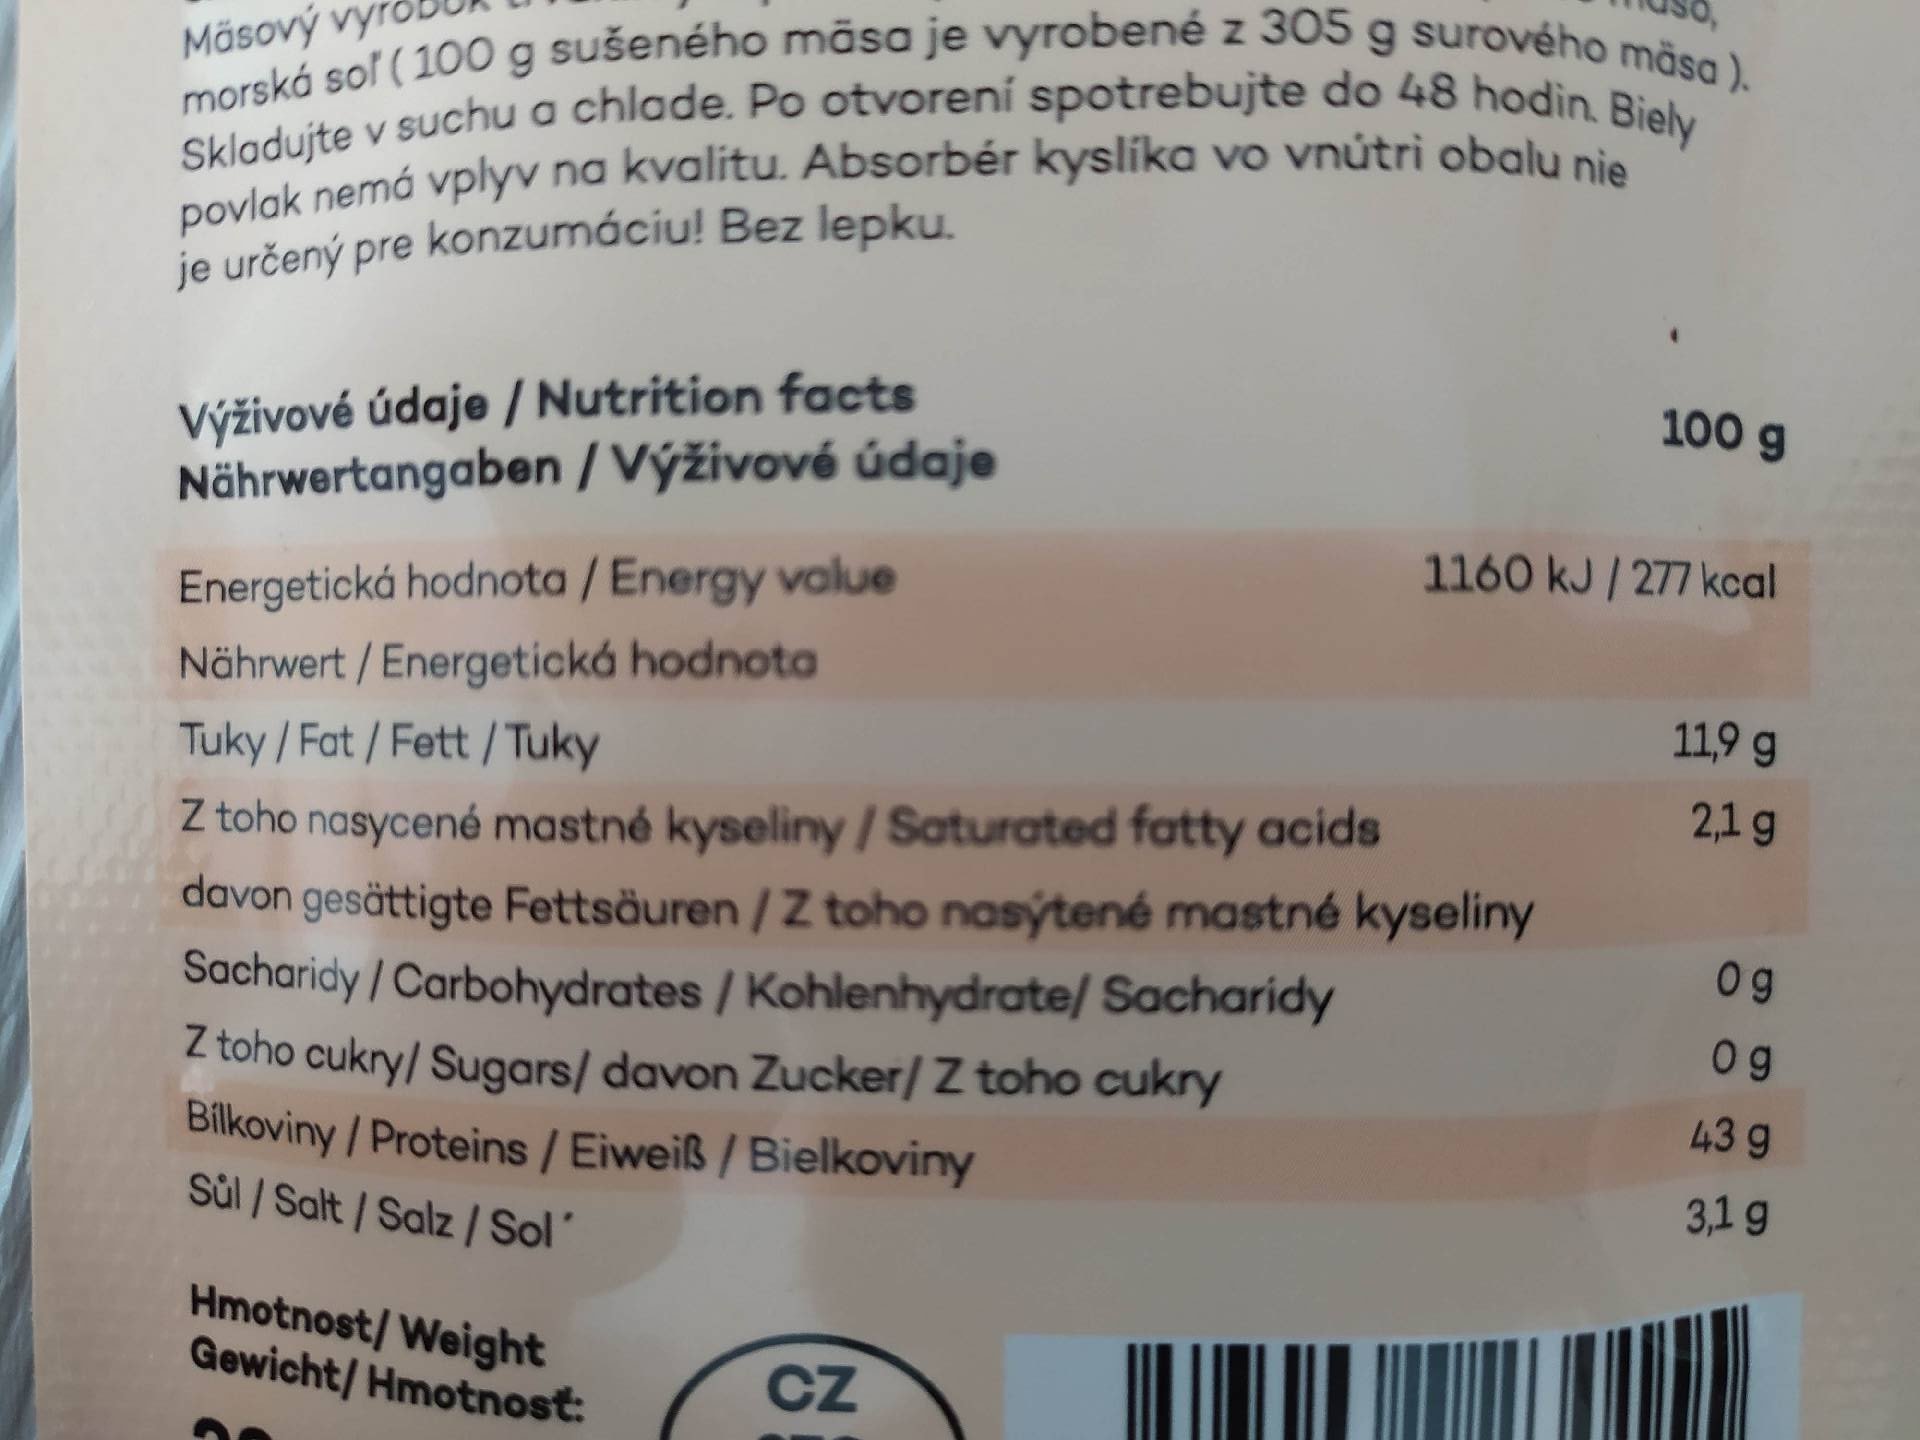 Mäsový výrobok
morská soľ ( 100 g sušeného mäsa je vyrobené z 305 g surového mäsa ).
Skladujte v suchu a chlade. Po otvorení spotrebujte do 48 hodín. Biely
povlak nemá vplyv na kvalitu. Absorbér kyslíka vo vnútri obalu nie
je určený pre konzumáciu! Bez lepku.
Výživové údaje / Nutrition facts
Nährwertangaben / Výživové údaje
100 g
Energetická hodnota / Energy value 1160 kJ / 277 kcal
Nährwert / Energetická hodnota
Tuky / Fat / Fett / Tuky 11,9 g
Z toho nasycené mastné kyseliny / Saturated fatty acids 2,1 g
davon gesättigte Fettsäuren / Z toho nasýtené mastné kyseliny
Sacharidy / Carbohydrates / Kohlenhydrate/ Sacharidy 0 g
Z toho cukry/ Sugars/ davon Zucker/ Z toho cukry 0 g
Bílkoviny / Proteins / Eiweiß / Bielkoviny 43 g
Sůl / Salt / Salz / Sol´ 3,1 g
Hmotnost/ Weight
Gewicht/ Hmotnosť:
CZ